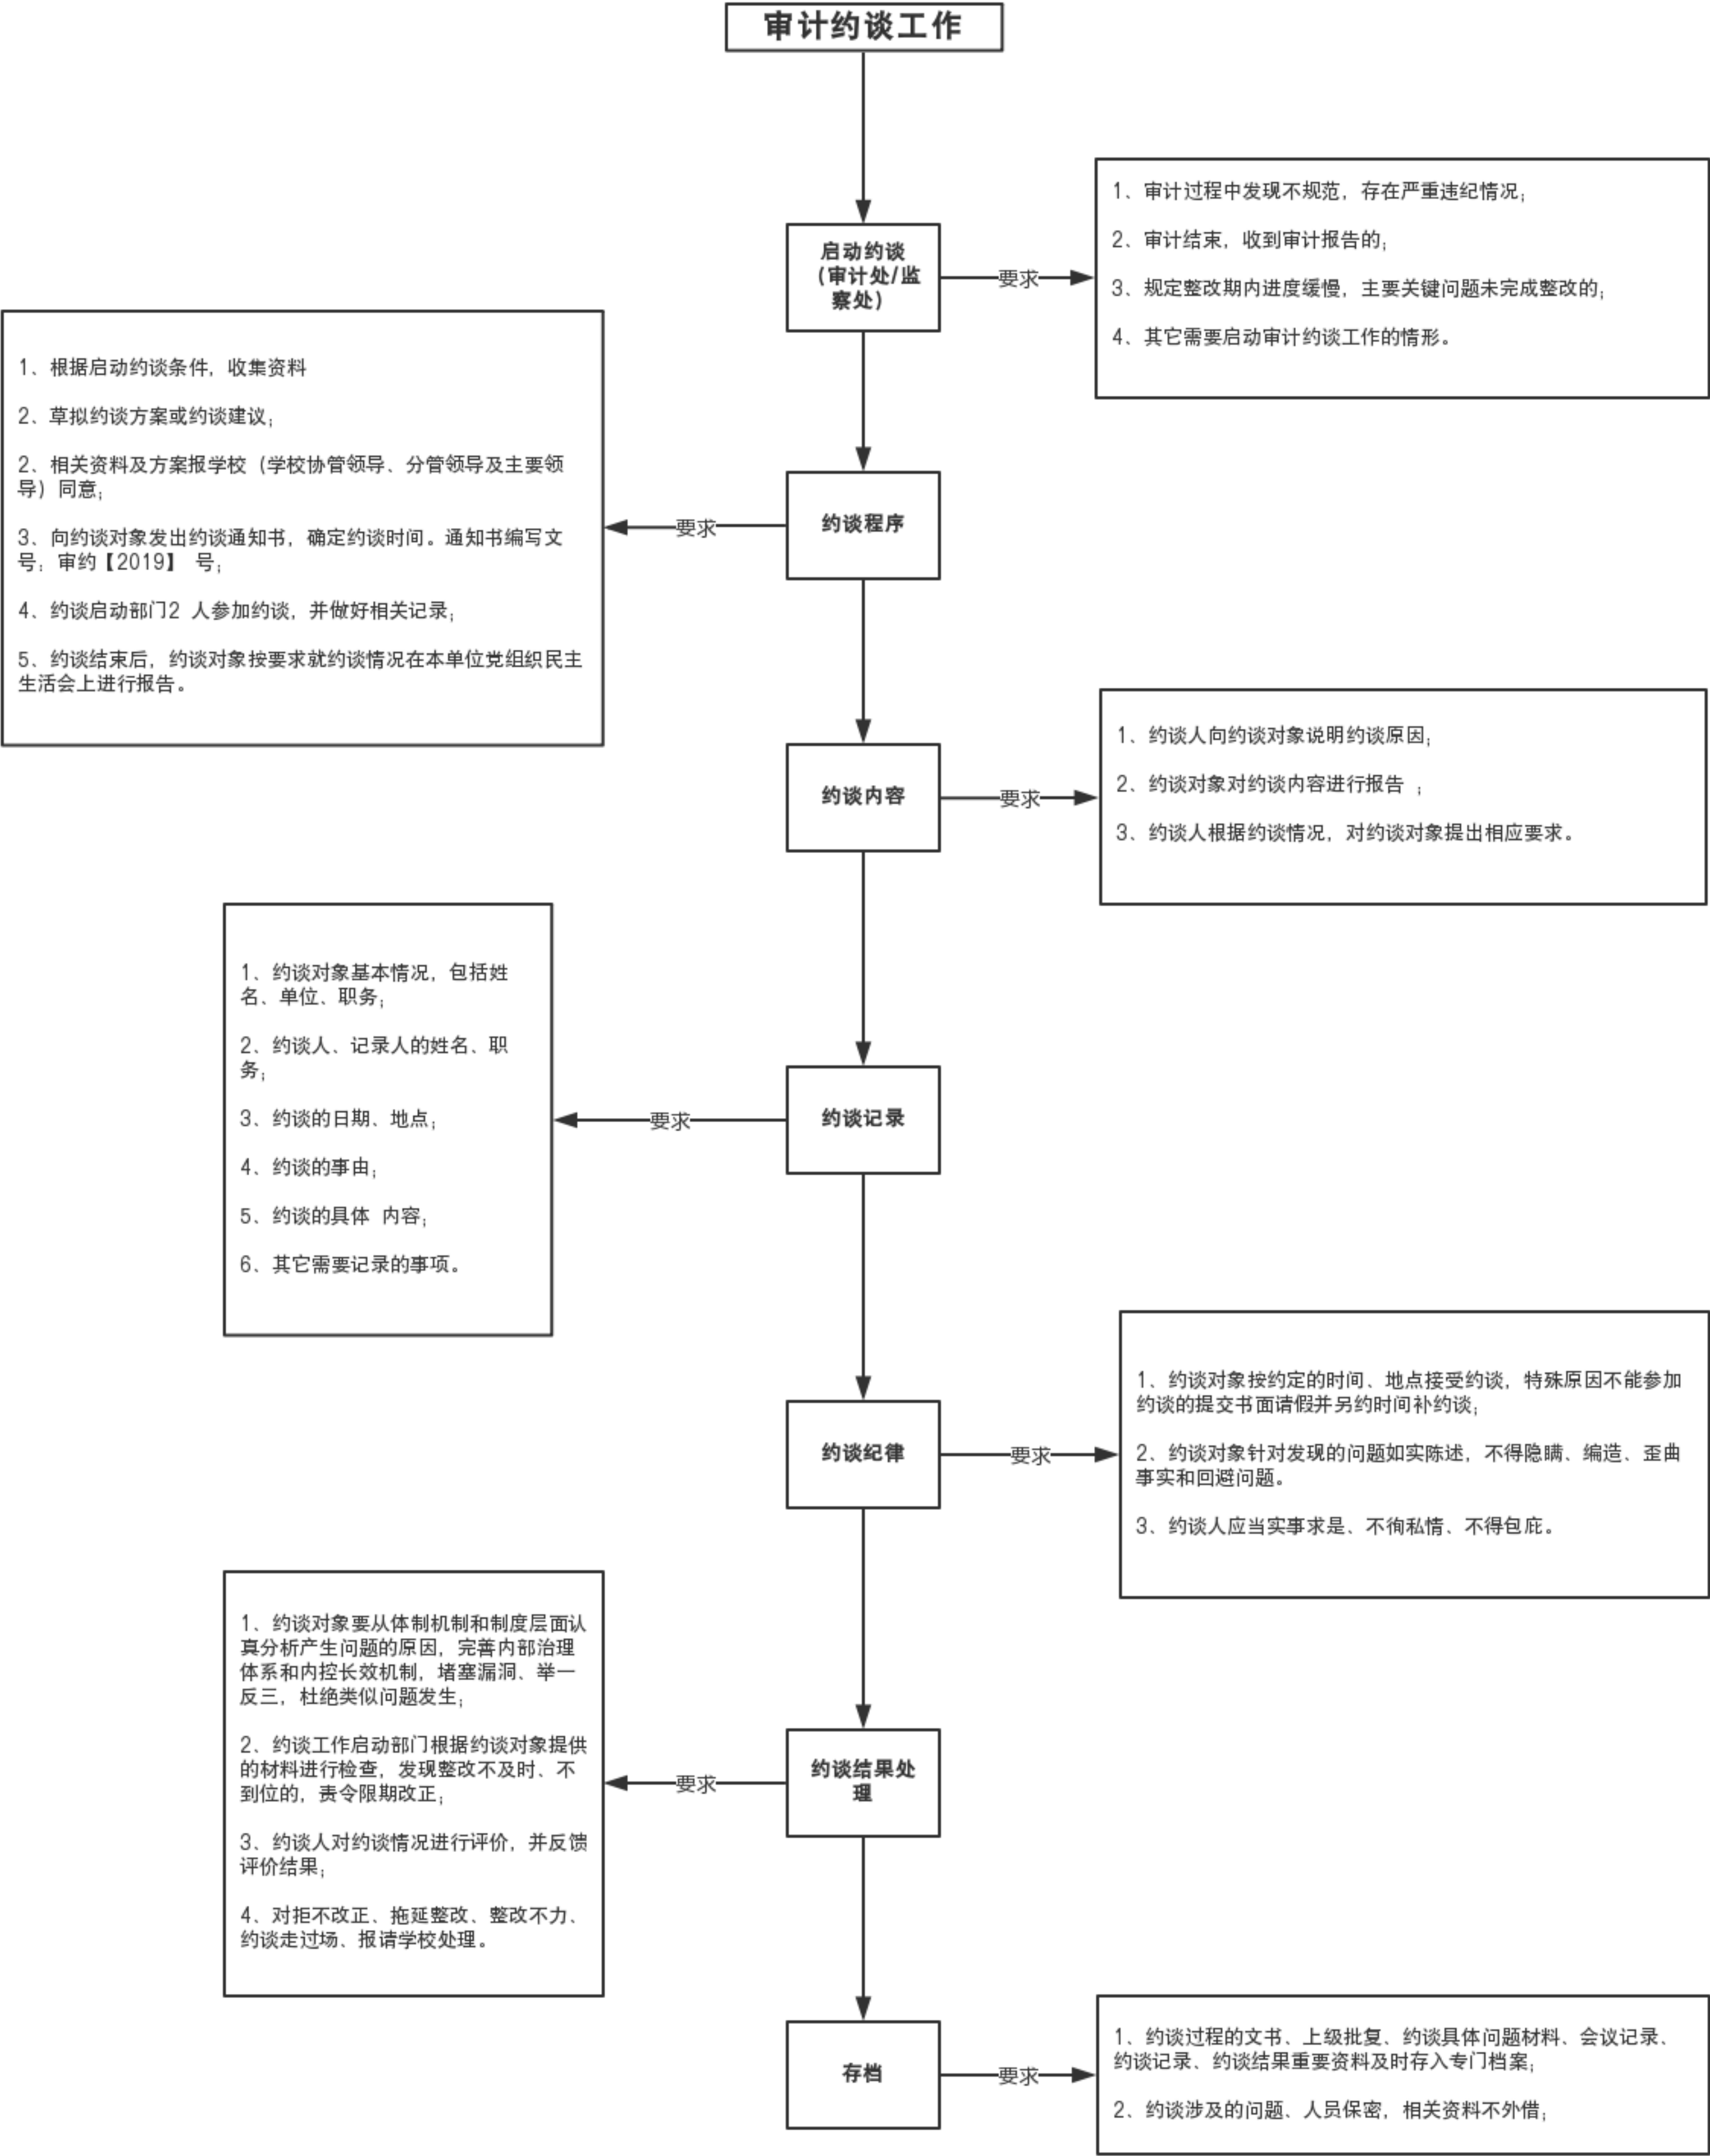 审计约谈工作
启动约谈
（审计处/监
察处）
要求
1、审计过程中发现不规范，存在严重违纪情况；
2、审计结束，收到审计报告的；
3、规定整改期内进度缓慢，主要关键问题未完成整改的；
4、其它需要启动审计约谈工作的情形。
约谈程序
要求
1、根据启动约谈条件，收集资料
2、草拟约谈方案或约谈建议；
2、相关资料及方案报学校（学校协管领导、分管领导及主要领
导）同意；
3、向约谈对象发出约谈通知书，确定约谈时间。通知书编写文
号：审约【2019】 号；
4、约谈启动部门2 人参加约谈，并做好相关记录；
5、约谈结束后，约谈对象按要求就约谈情况在本单位党组织民主
生活会上进行报告。
约谈内容
要求
1、约谈人向约谈对象说明约谈原因；
2、约谈对象对约谈内容进行报告 ；
3、约谈人根据约谈情况，对约谈对象提出相应要求。
约谈记录
要求
1、约谈对象基本情况，包括姓
名、单位、职务；
2、约谈人、记录人的姓名、职
务；
3、约谈的日期、地点；
4、约谈的事由；
5、约谈的具体 内容；
6、其它需要记录的事项。
约谈纪律
要求
1、约谈对象按约定的时间、地点接受约谈，特殊原因不能参加
约谈的提交书面请假并另约时间补约谈；
2、约谈对象针对发现的问题如实陈述，不得隐瞒、编造、歪曲
事实和回避问题。
3、约谈人应当实事求是、不徇私情、不得包庇。
约谈结果处
理
要求
1、约谈对象要从体制机制和制度层面认
真分析产生问题的原因，完善内部治理
体系和内控长效机制，堵塞漏洞、举一
反三，杜绝类似问题发生；
2、约谈工作启动部门根据约谈对象提供
的材料进行检查，发现整改不及时、不
到位的，责令限期改正；
3、约谈人对约谈情况进行评价，并反馈
评价结果；
4、对拒不改正、拖延整改、整改不力、
约谈走过场、报请学校处理。
存档
要求
1、约谈过程的文书、上级批复、约谈具体问题材料、会议记录、
约谈记录、约谈结果重要资料及时存入专门档案；
2、约谈涉及的问题、人员保密，相关资料不外借；